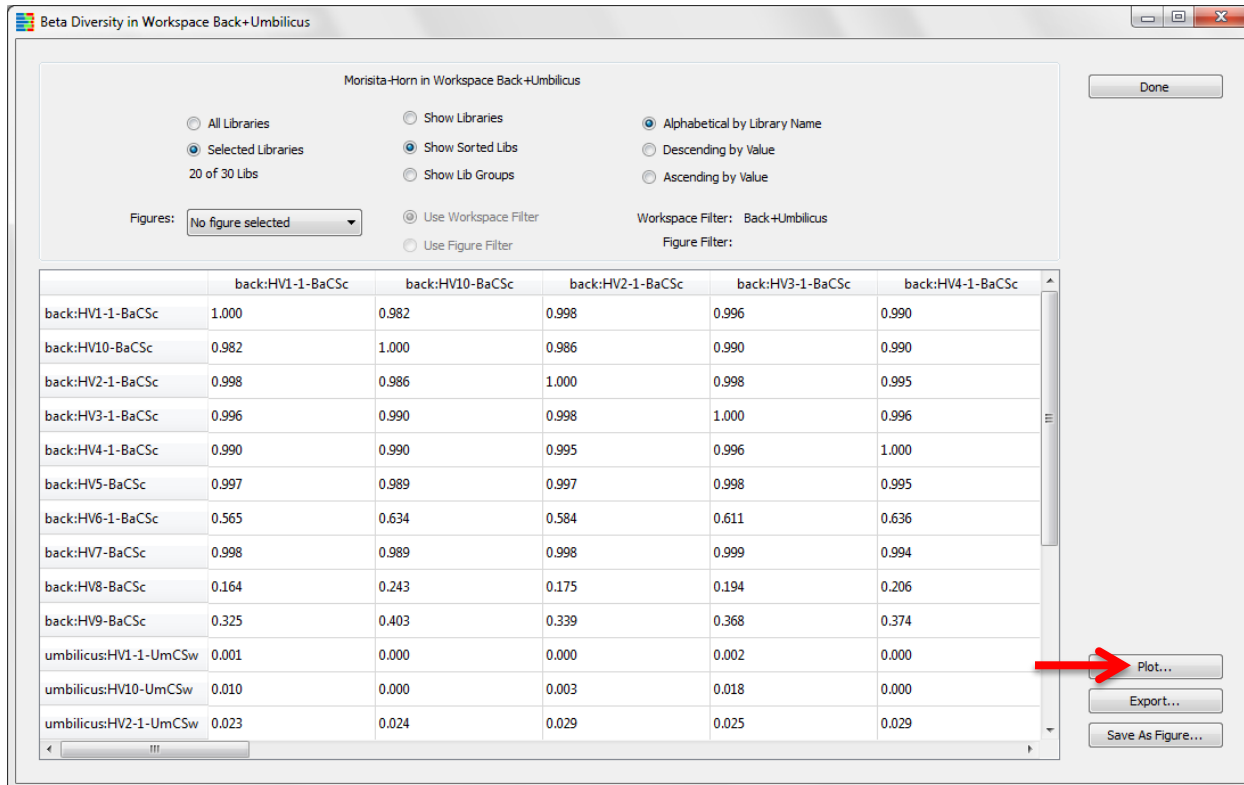 Beta Diversity in Workspace Back+Umbilicus
Morisita-Horn in Workspace Back+Umbilicus
Done
All Libraries
Show Libraries
Alphabetical by Library Name
Selected Libraries
Show Sorted Libs
Descending by Value
20 of 30 Libs
Show Lib Groups
Ascending by Value
Figures: No figure selected
Use Workspace Filter
Workspace Filter: Back+Umbilicus
Use Figure Filter
Figure Filter:
back:HV1-1-BaCSc back:HV10-BaCSc back:HV2-1-BaCSc back:HV3-1-BaCSc back:HV4-1-BaCSc
back:HV1-1-BaCSc 1.000 0.982 0.998 0.996 0.990
back:HV10-BaCSc 0.982 1.000 0.986 0.990 0.990
back:HV2-1-BaCSc 0.998 0.986 1.000 0.998 0.995
back:HV3-1-BaCSc 0.996 0.990 0.998 1.000 0.996
back:HV4-1-BaCSc 0.990 0.990 0.995 0.996 1.000
back:HV5-BaCSc 0.997 0.989 0.997 0.998 0.995
back:HV6-1-BaCSc 0.565 0.634 0.584 0.611 0.636
back:HV7-BaCSc 0.998 0.989 0.998 0.999 0.994
back:HV8-BaCSc 0.164 0.243 0.175 0.194 0.206
back:HV9-BaCSc 0.325 0.403 0.339 0.368 0.374
umbilicus:HV1-1-UmCSw 0.001 0.000 0.000 0.002 0.000
umbilicus:HV10-UmCSw 0.010 0.000 0.003 0.018 0.000
umbilicus:HV2-1-UmCSw 0.023 0.024 0.029 0.025 0.029
Plot...
Export...
Save As Figure...